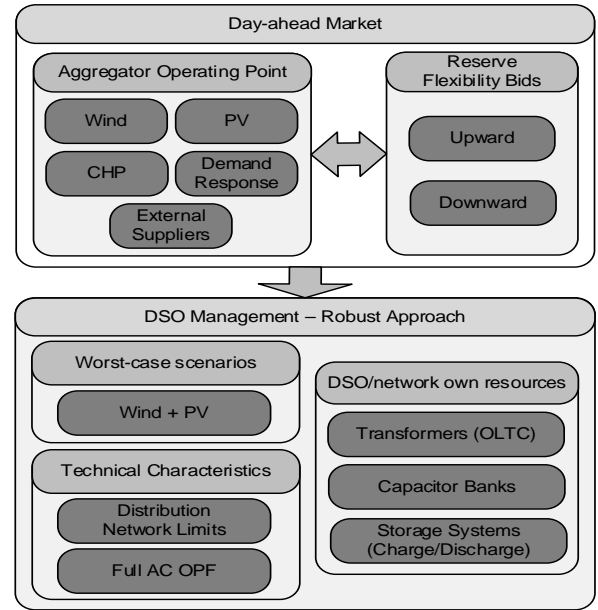 Day-ahead Market
Aggregator Operating Point
Wind
PV
CHP
Demand
Response
External
Suppliers
Reserve
Flexibility Bids
Upward
Downward
DSO Management – Robust Approach
Worst-case scenarios
Wind + PV
Technical Characteristics
Distribution
Network Limits
Full AC OPF
DSO/network own resources
Transformers (OLTC)
Capacitor Banks
Storage Systems
(Charge/Discharge)